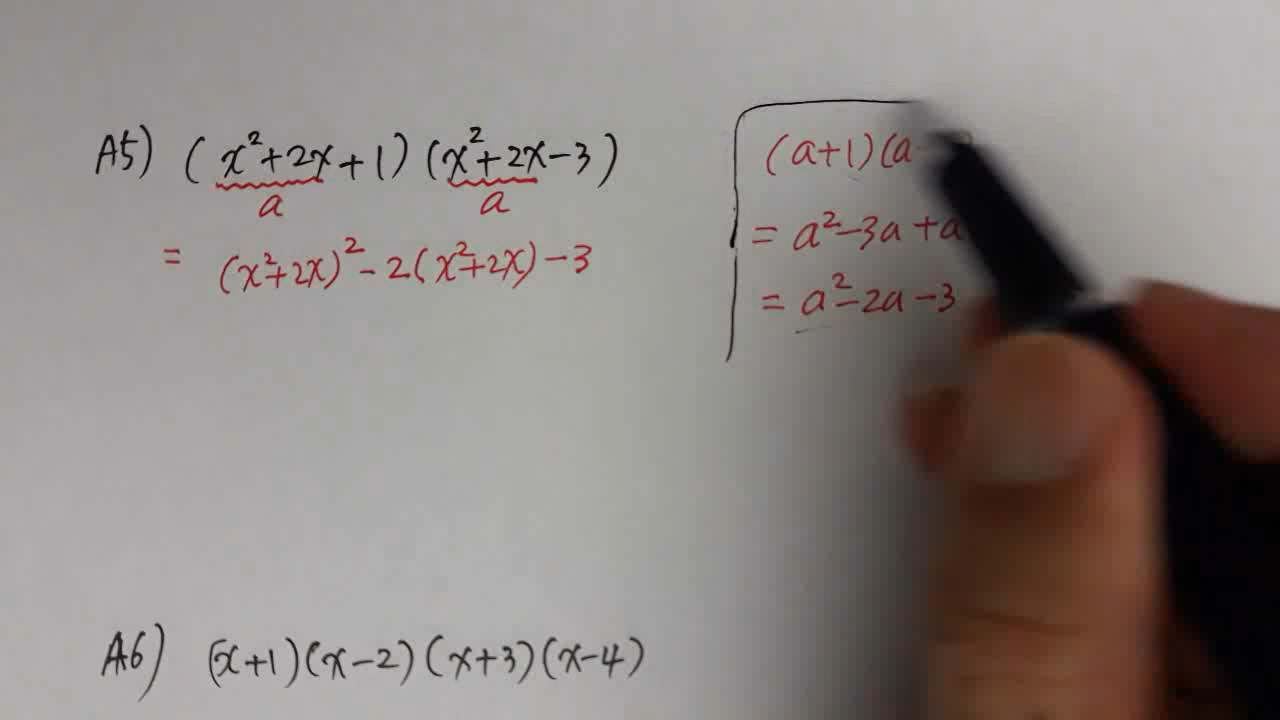 A5) (x²+2x+1)(x²+2x-3)
a a
= (x²+2x)²-2(x²+2x)-3
(a+1)(a
= a²-3a+a
= a²-2a-3
A6) (x+1)(x-2)(x+3)(x-4)